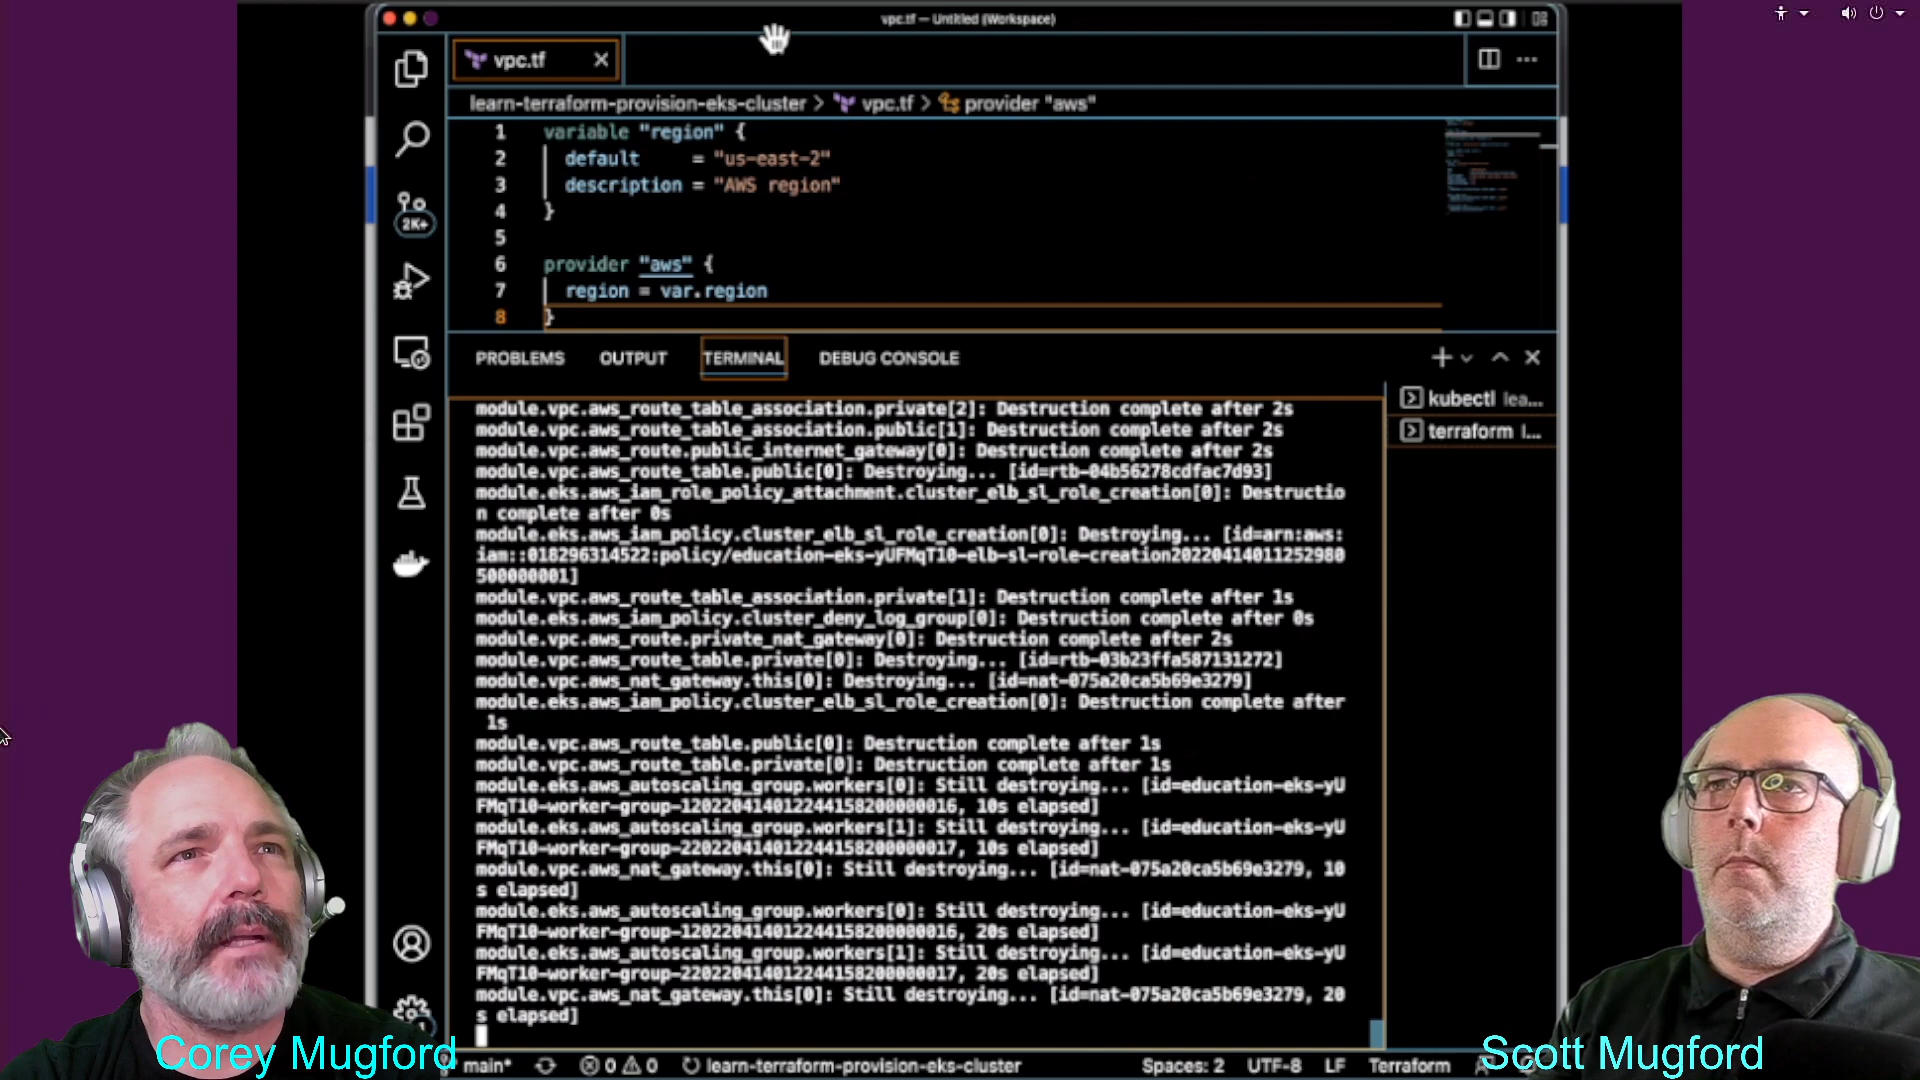 vpc.tf — Untitled (Workspace)
vpc.tf
learn-terraform-provision-eks-cluster > vpc.tf > provider "aws"
1 variable "region" {
2 default = "us-east-2"
3 description = "AWS region"
4 }
5
6 provider "aws" {
7 region = var.region
8 }
2K+
PROBLEMS OUTPUT TERMINAL DEBUG CONSOLE
kubectl lea...
terraform l...
module.vpc.aws_route_table_association.private[2]: Destruction complete after 2s
module.vpc.aws_route_table_association.public[1]: Destruction complete after 2s
module.vpc.aws_route.public_internet_gateway[0]: Destruction complete after 2s
module.vpc.aws_route_table.public[0]: Destroying... [id=rtb-04b56278cdfac7d93]
module.eks.aws_iam_role_policy_attachment.cluster_elb_sl_role_creation[0]: Destructio
n complete after 0s
module.eks.aws_iam_policy.cluster_elb_sl_role_creation[0]: Destroying... [id=arn:aws:
iam::018296314522:policy/education-eks-yUFMqT10-elb-sl-role-creation20220414011252980
500000001]
module.vpc.aws_route_table_association.private[1]: Destruction complete after 1s
module.eks.aws_iam_policy.cluster_deny_log_group[0]: Destruction complete after 0s
module.vpc.aws_route.private_nat_gateway[0]: Destruction complete after 2s
module.vpc.aws_route_table.private[0]: Destroying... [id=rtb-03b23ffa587131272]
module.vpc.aws_nat_gateway.this[0]: Destroying... [id=nat-075a20ca5b69e3279]
module.eks.aws_iam_policy.cluster_elb_sl_role_creation[0]: Destruction complete after
1s
module.vpc.aws_route_table.public[0]: Destruction complete after 1s
module.vpc.aws_route_table.private[0]: Destruction complete after 1s
module.eks.aws_autoscaling_group.workers[0]: Still destroying... [id=education-eks-yU
FMqT10-worker-group-120220414012244158200000016, 10s elapsed]
module.eks.aws_autoscaling_group.workers[1]: Still destroying... [id=education-eks-yU
FMqT10-worker-group-220220414012244158200000017, 10s elapsed]
module.vpc.aws_nat_gateway.this[0]: Still destroying... [id=nat-075a20ca5b69e3279, 10
s elapsed]
module.eks.aws_autoscaling_group.workers[0]: Still destroying... [id=education-eks-yU
FMqT10-worker-group-120220414012244158200000016, 20s elapsed]
module.eks.aws_autoscaling_group.workers[1]: Still destroying... [id=education-eks-yU
FMqT10-worker-group-220220414012244158200000017, 20s elapsed]
module.vpc.aws_nat_gateway.this[0]: Still destroying... [id=nat-075a20ca5b69e3279, 20
s elapsed]
Corey Mugford
Scott Mugford
main* 0 0 learn-terraform-provision-eks-cluster Spaces: 2 UTF-8 LF Terraform